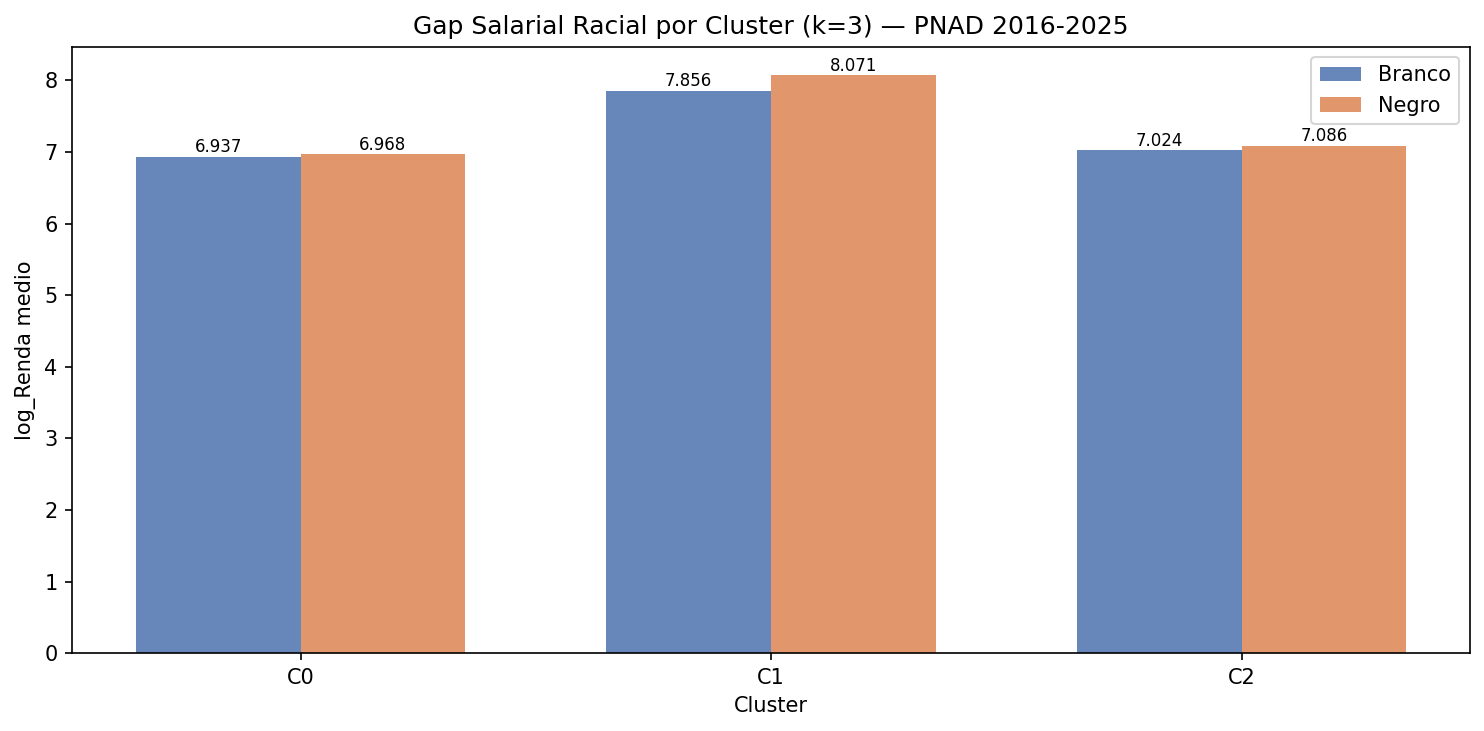 Gap Salarial Racial por Cluster (k=3) — PNAD 2016-2025
Branco
Negro
log_Renda medio
8
7
6
5
4
3
2
1
0
6.937
6.968
7.856
8.071
7.024
7.086
C0
C1
C2
Cluster